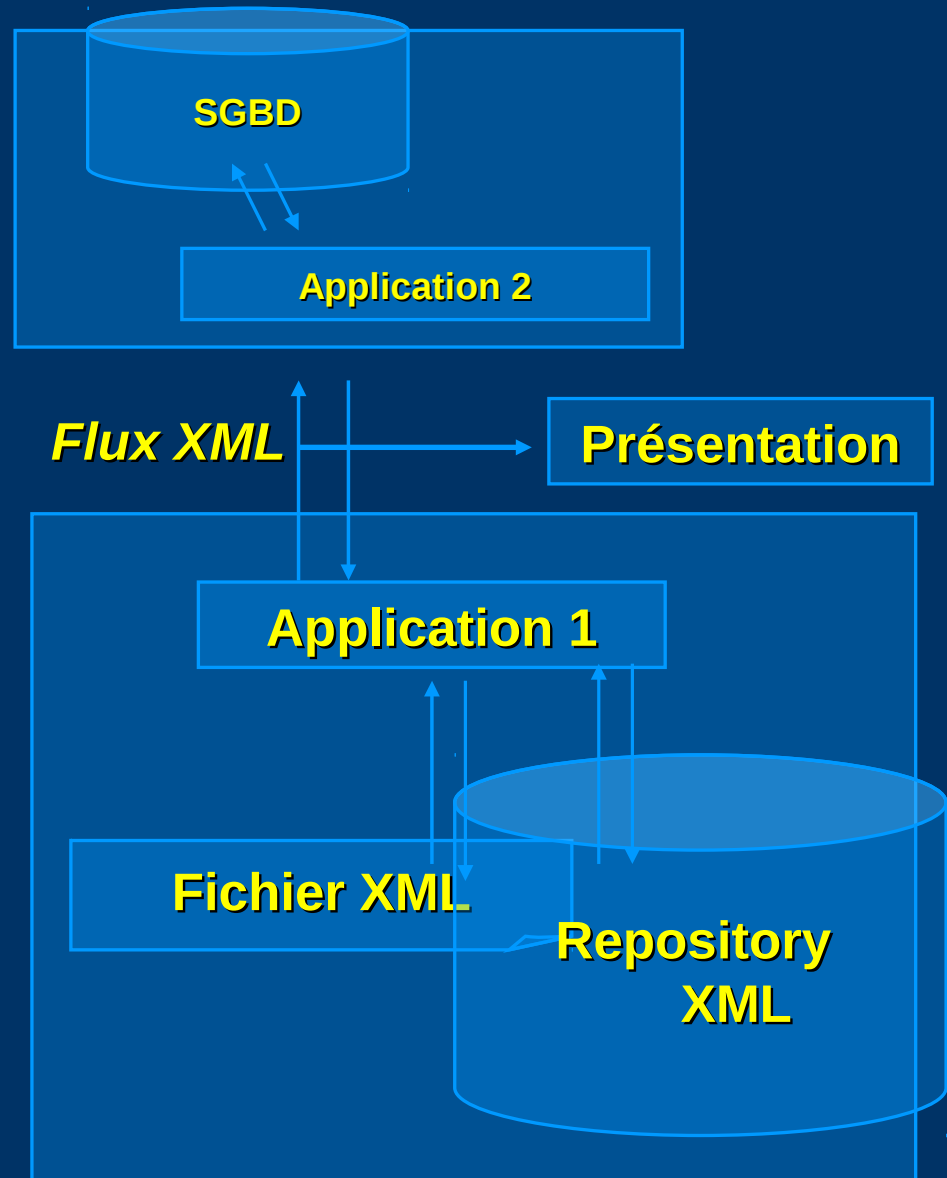 SGBD
Application 2
Flux XML
Présentation
Application 1
Fichier XML
Repository
XML